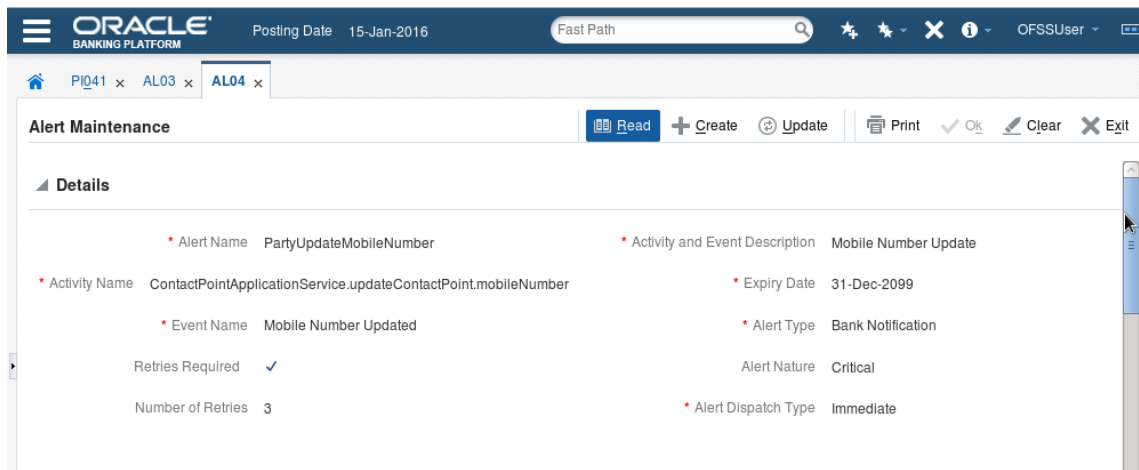 ORACLE
BANKING PLATFORM
Posting Date 15-Jan-2016
Fast Path
OFSSUser
PI041 x AL03 x AL04 x
Alert Maintenance
Read Create Update Print Ok Clear Exit
Details
* Alert Name PartyUpdateMobileNumber * Activity and Event Description Mobile Number Update
* Activity Name ContactPointApplicationService.updateContactPoint.mobileNumber * Expiry Date 31-Dec-2099
* Event Name Mobile Number Updated * Alert Type Bank Notification
Retries Required ✓ Alert Nature Critical
Number of Retries 3 * Alert Dispatch Type Immediate